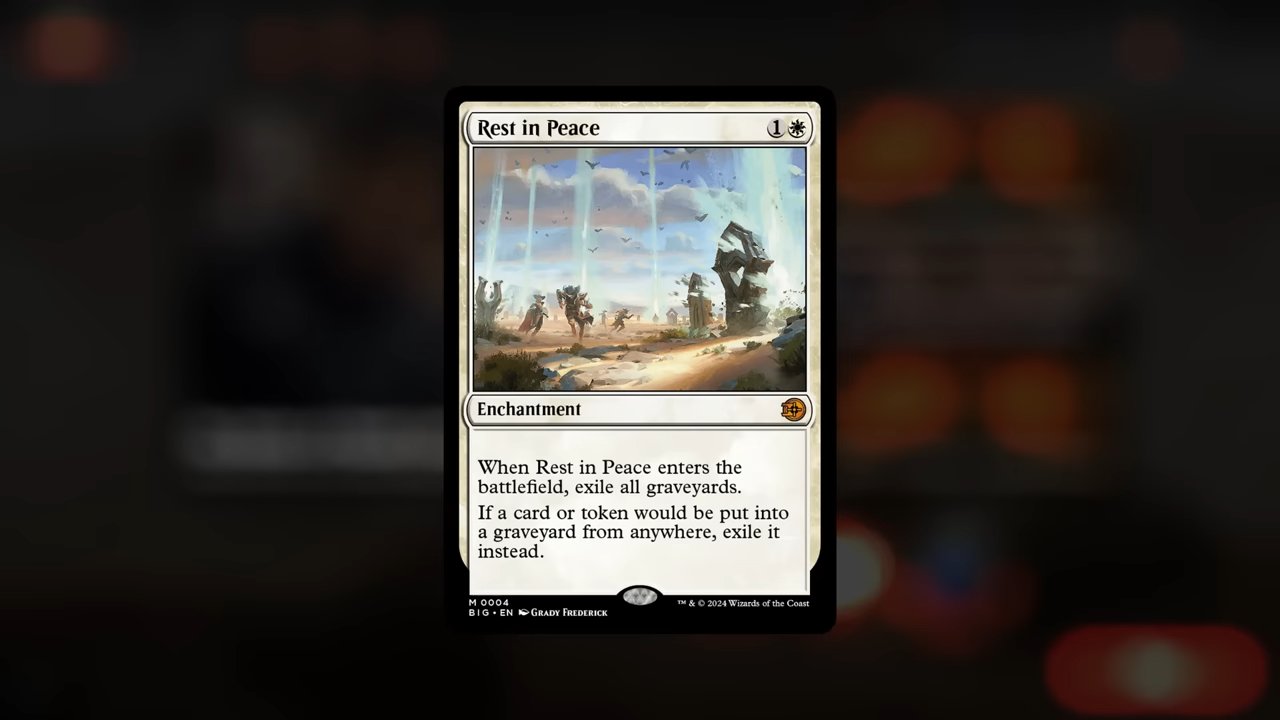 Rest in Peace 1
Enchantment
When Rest in Peace enters the
battlefield, exile all graveyards.
If a card or token would be put into
a graveyard from anywhere, exile it
instead.
M 0004
BIG • EN Grady Frederick
™ & © 2024 Wizards of the Coast